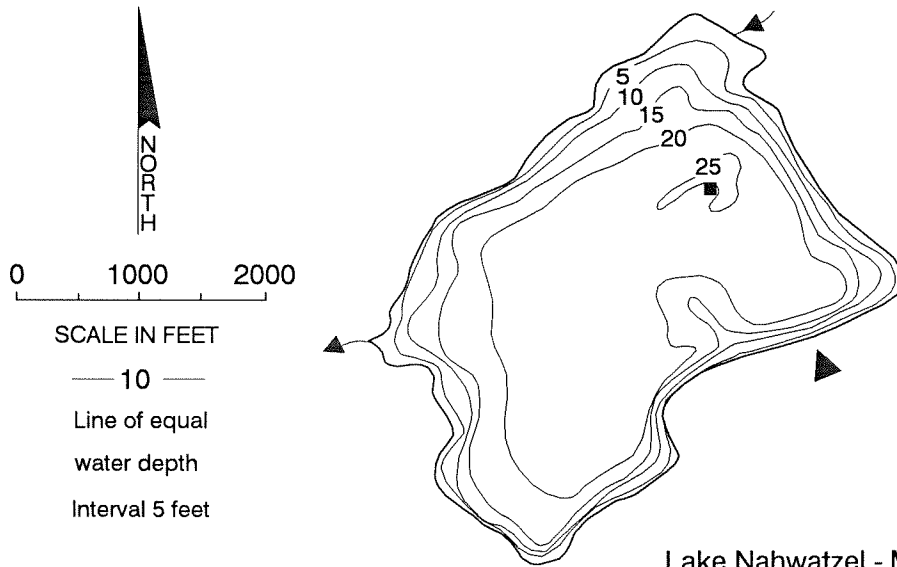 NORTH
0 1000 2000
SCALE IN FEET
10
Line of equal
water depth
Interval 5 feet
5
10
15
20
25
Lake Nahwatzel -